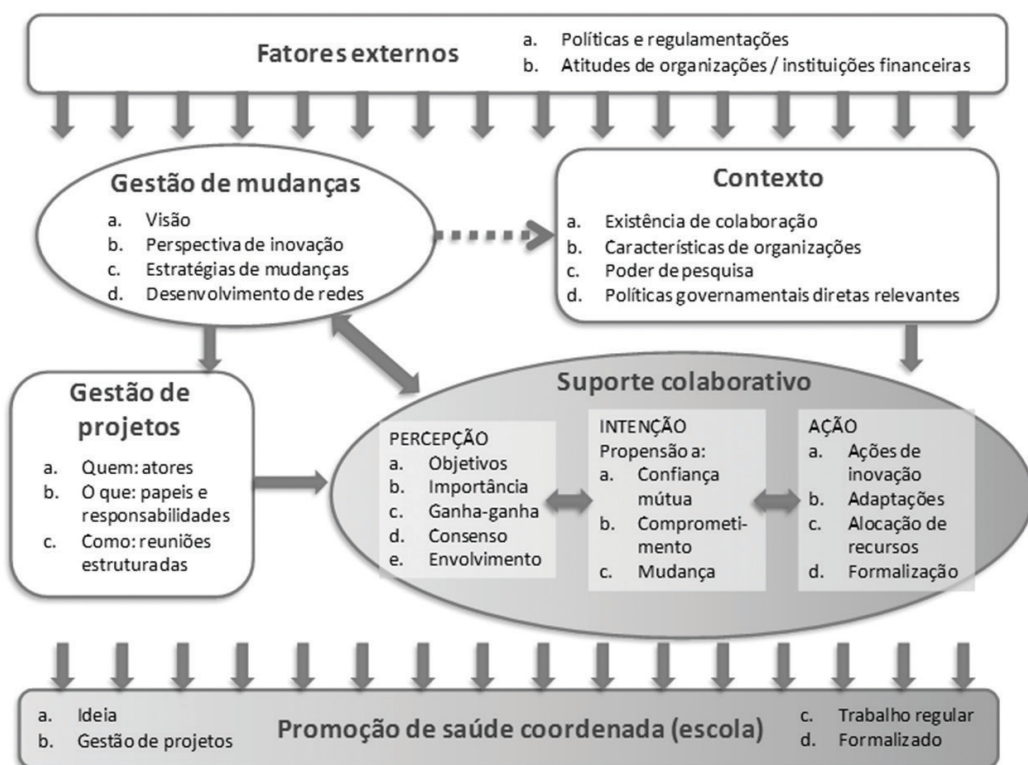 Fatores externos
a. Políticas e regulamentações
b. Atitudes de organizações / instituições financeiras
Gestão de mudanças
a. Visão
b. Perspectiva de inovação
c. Estratégias de mudanças
d. Desenvolvimento de redes
Contexto
a. Existência de colaboração
b. Características de organizações
c. Poder de pesquisa
d. Políticas governamentais diretas relevantes
Gestão de
projetos
a. Quem: atores
b. O que: papeis e
responsabilidades
c. Como: reuniões
estruturadas
Suporte colaborativo
PERCEPÇÃO
a. Objetivos
b. Importância
c. Ganha-ganha
d. Consenso
e. Envolvimento
INTENÇÃO
Propensão a:
a. Confiança
mútua
b. Comprometi-
mento
c. Mudança
AÇÃO
a. Ações de
inovação
b. Adaptações
c. Alocação de
recursos
d. Formalização
a. Ideia
b. Gestão de projetos
Promoção de saúde coordenada (escola)
c. Trabalho regular
d. Formalizado